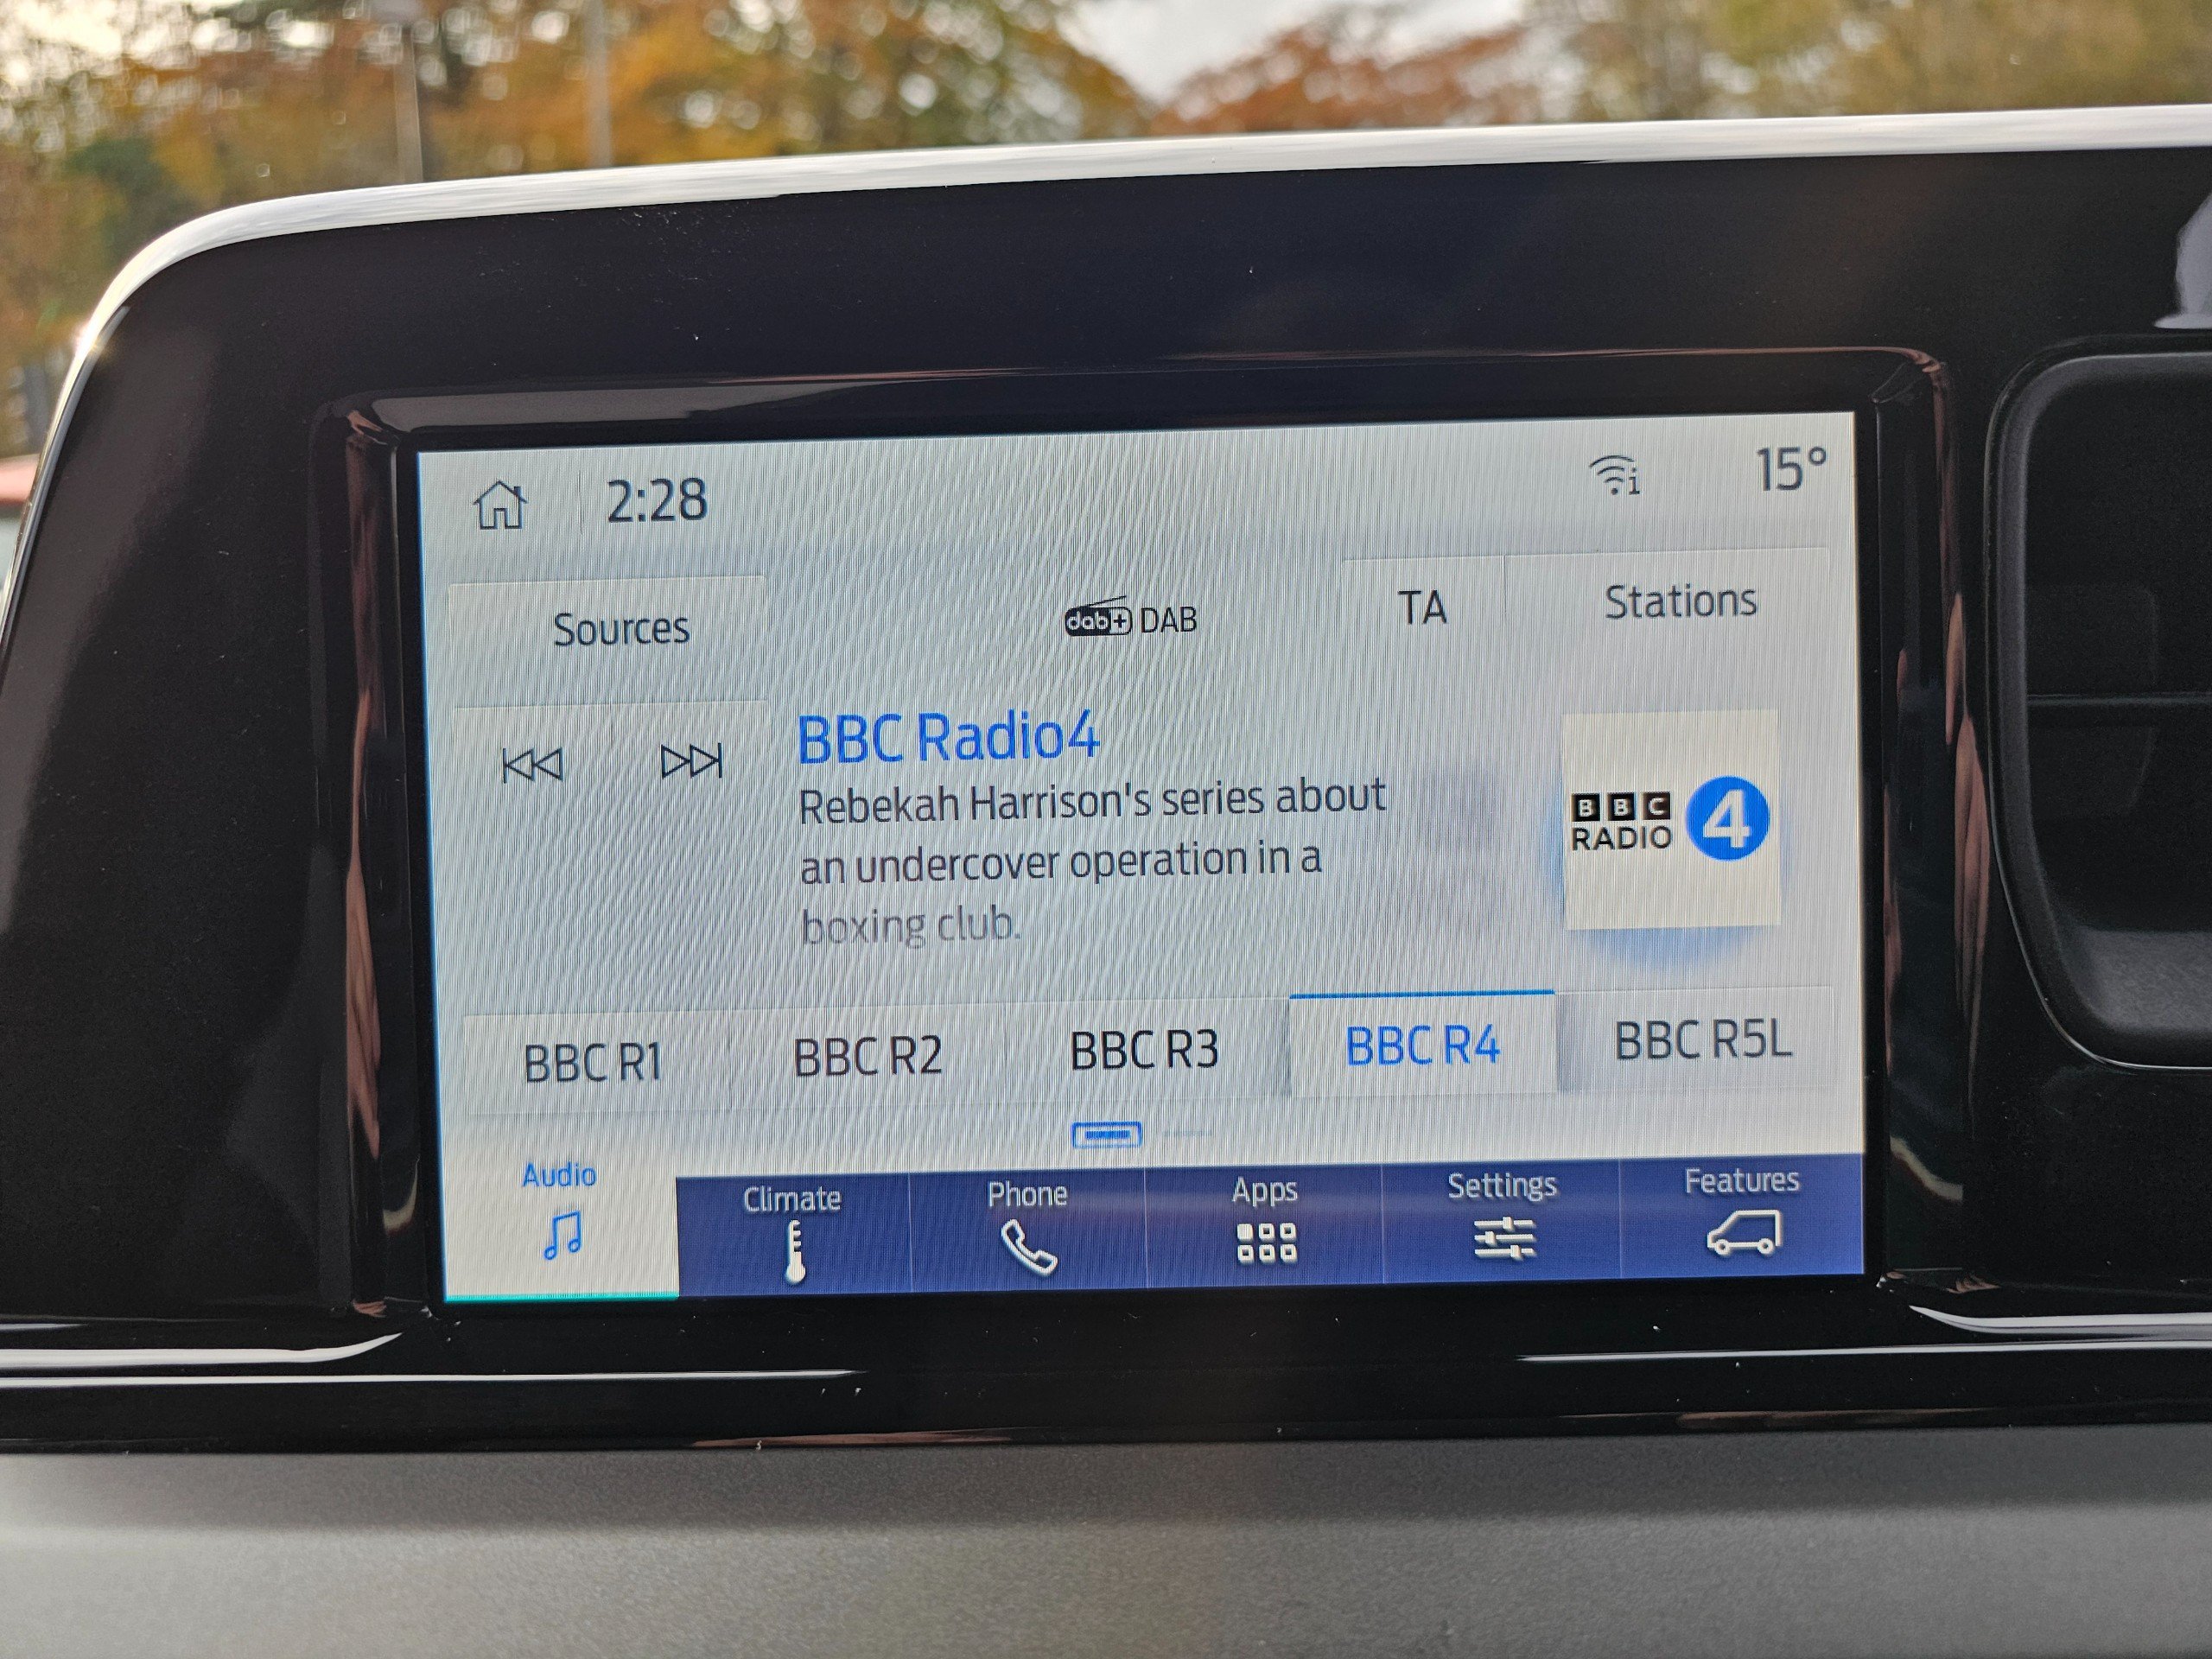 2:28
15°
Sources
dab+ DAB
TA
Stations
BBC Radio4
Rebekah Harrison's series about
an undercover operation in a
boxing club.
BBC
RADIO 4
BBC R1
BBC R2
BBC R3
BBC R4
BBC R5L
Audio
Climate
Phone
Apps
Settings
Features